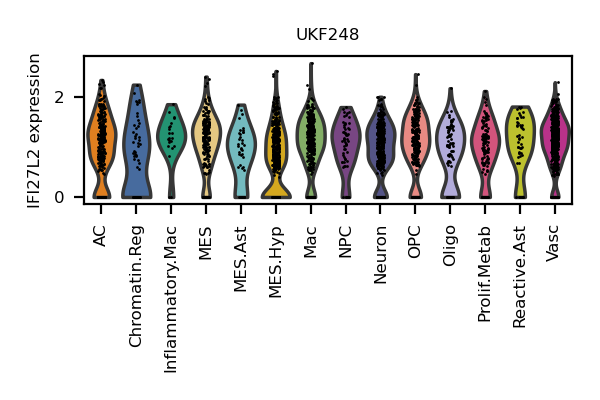 UKF248
IFI27L2 expression
2
0
AC
Chromatin.Reg
Inflammatory.Mac
MES
MES.Ast
MES.Hyp
Mac
NPC
Neuron
OPC
Oligo
Prolif.Metab
Reactive.Ast
Vasc